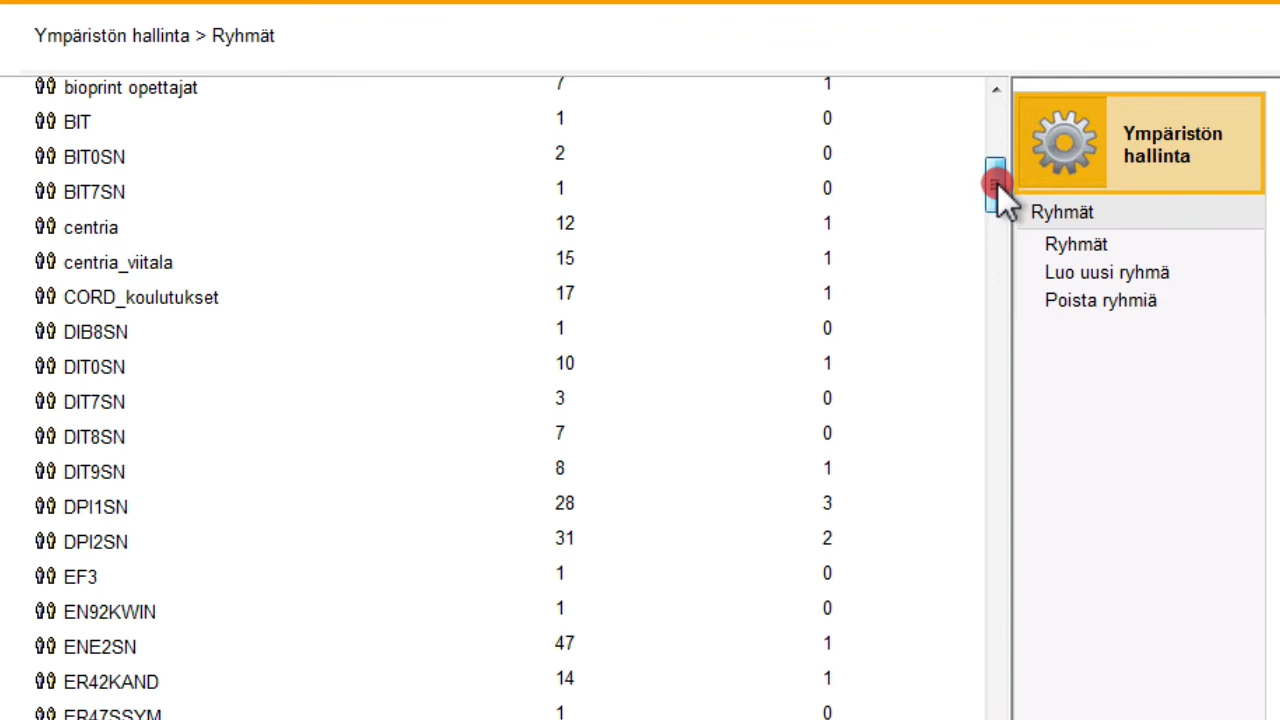 Ympäristön hallinta > Ryhmät
bioprint opettajat 7 1
BIT 1 0
BIT0SN 2 0
BIT7SN 1 0
centria 12 1
centria_viitala 15 1
CORD_koulutukset 17 1
DIB8SN 1 0
DIT0SN 10 1
DIT7SN 3 0
DIT8SN 7 0
DIT9SN 8 1
DPI1SN 28 3
DPI2SN 31 2
EF3 1 0
EN92KWIN 1 0
ENE2SN 47 1
ER42KAND 14 1
ER47SSYM 1 0
Ympäristön
hallinta
Ryhmät
Ryhmät
Luo uusi ryhmä
Poista ryhmiä